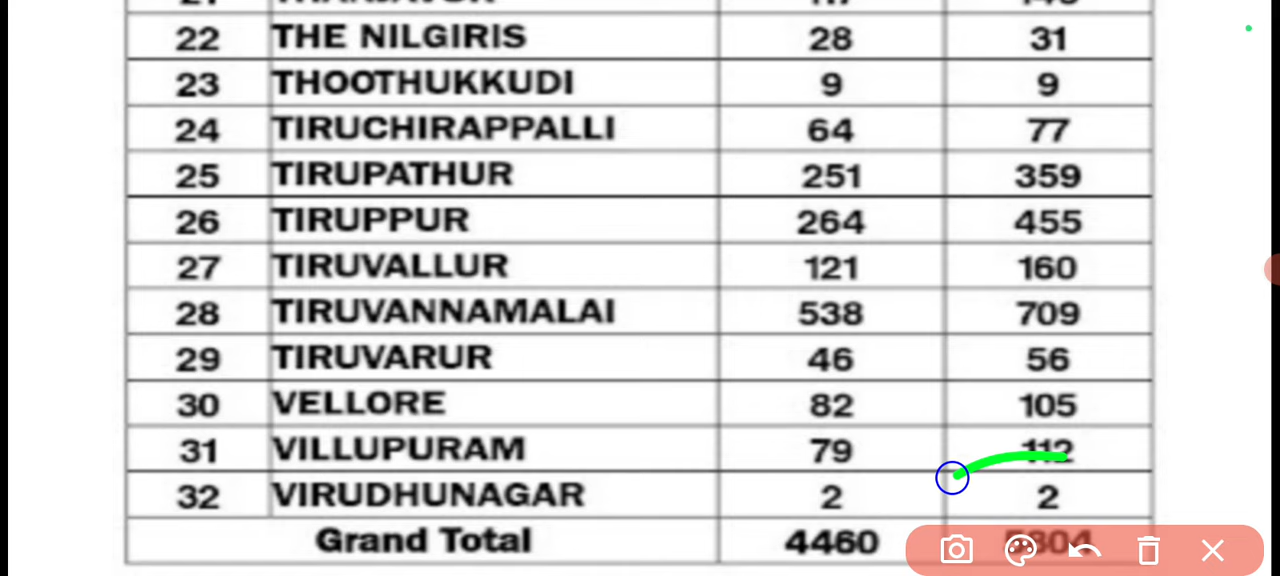 22 THE NILGIRIS 28 31
23 THOOTHUKKUDI 9 9
24 TIRUCHIRAPPALLI 64 77
25 TIRUPATHUR 251 359
26 TIRUPPUR 264 455
27 TIRUVALLUR 121 160
28 TIRUVANNAMALAI 538 709
29 TIRUVARUR 46 56
30 VELLORE 82 105
31 VILLUPURAM 79 112
32 VIRUDHUNAGAR 2 2
Grand Total 4460